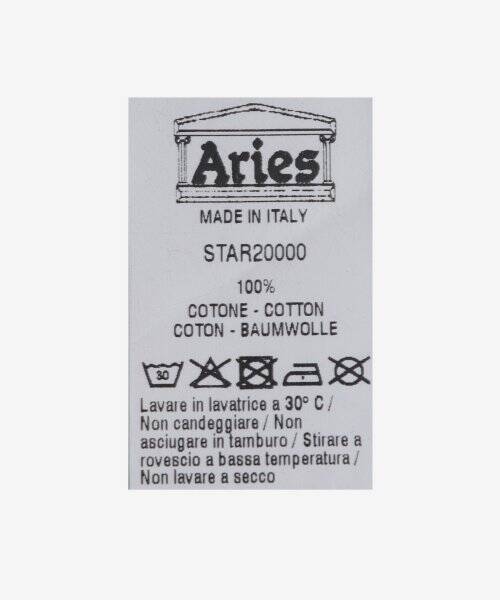 Aries
MADE IN ITALY
STAR20000
100%
COTONE - COTTON
COTON - BAUMWOLLE
30
Lavare in lavatrice a 30° C /
Non candeggiare / Non
asciugare in tamburo / Stirare a
rovescio a bassa temperatura /
Non lavare a secco